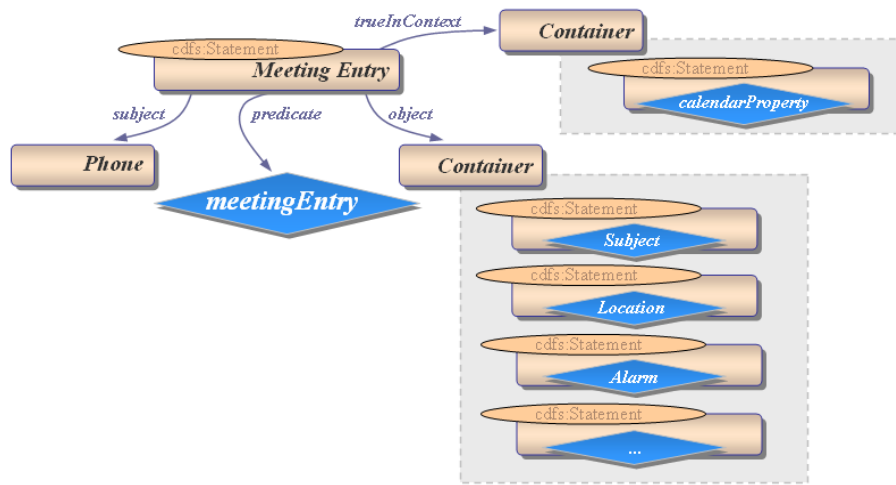 trueInContext
Container
cdfs:Statement
Meeting Entry
cdfs:Statement
calendarProperty
subject
predicate
object
Phone
Container
meetingEntry
cdfs:Statement
Subject
cdfs:Statement
Location
cdfs:Statement
Alarm
cdfs:Statement
...